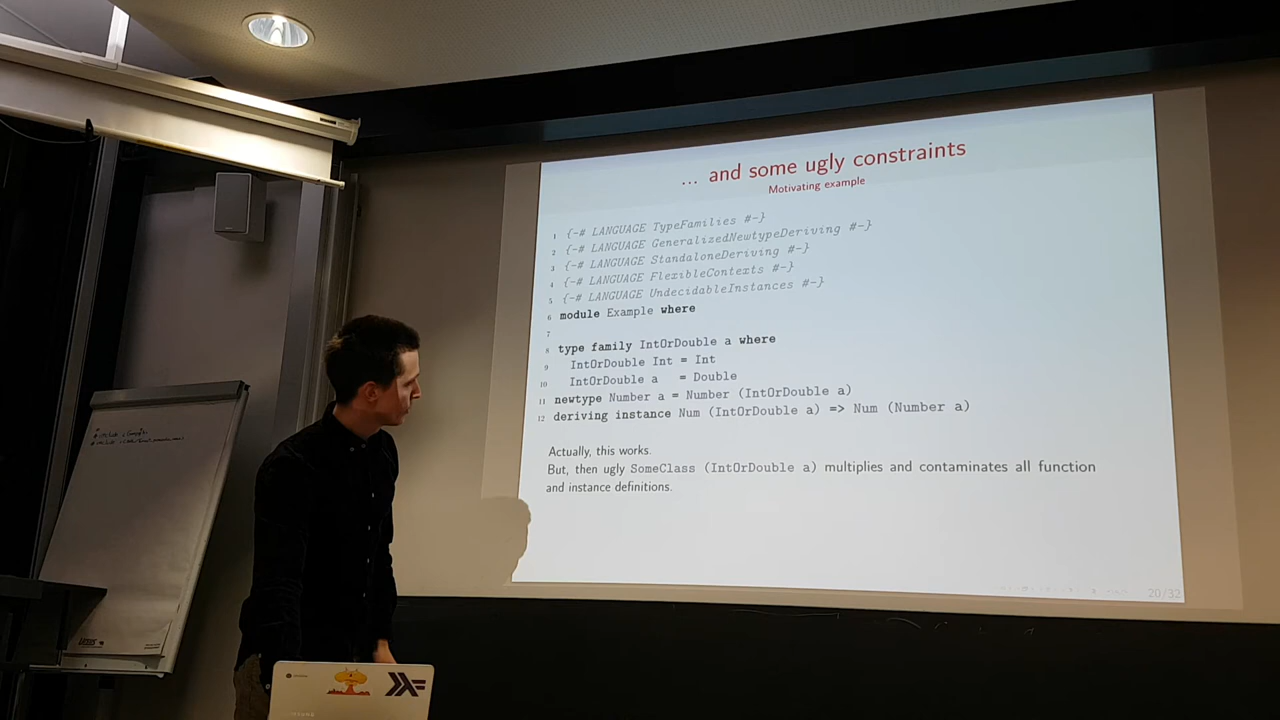 ... and some ugly constraints
Motivating example
1 {-# LANGUAGE TypeFamilies #-}
2 {-# LANGUAGE GeneralizedNewtypeDeriving #-}
3 {-# LANGUAGE StandaloneDeriving #-}
4 {-# LANGUAGE FlexibleContexts #-}
5 {-# LANGUAGE UndecidableInstances #-}
6 module Example where
7
8 type family IntOrDouble a where
9 IntOrDouble Int = Int
10 IntOrDouble a = Double
11 newtype Number a = Number (IntOrDouble a)
12 deriving instance Num (IntOrDouble a) => Num (Number a)
Actually, this works.
But, then ugly SomeClass (IntOrDouble a) multiplies and contaminates all function
and instance definitions.
20/32